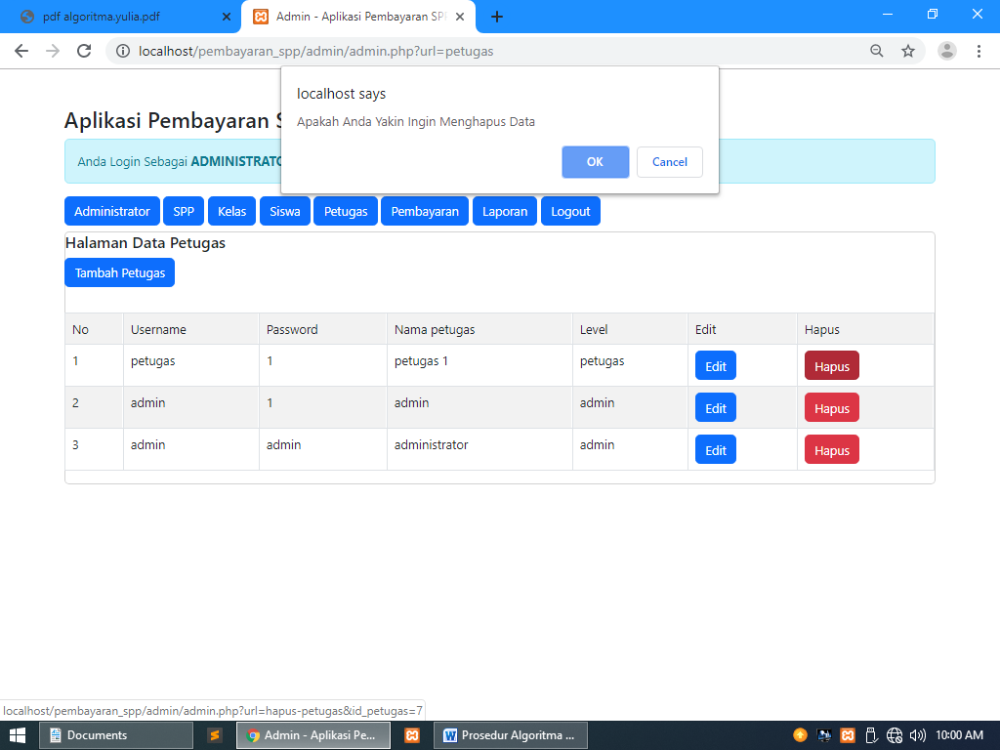 pdf algoritma.yulia.pdf
Admin - Aplikasi Pembayaran SP
localhost/pembayaran_spp/admin/admin.php?url=petugas
localhost says
Apakah Anda Yakin Ingin Menghapus Data
OK Cancel
Aplikasi Pembayaran S
Anda Login Sebagai ADMINISTRATO
Administrator SPP Kelas Siswa Petugas Pembayaran Laporan Logout
Halaman Data Petugas
Tambah Petugas
No Username Password Nama petugas Level Edit Hapus
1 petugas 1 petugas 1 petugas Edit Hapus
2 admin 1 admin admin Edit Hapus
3 admin admin administrator admin Edit Hapus
localhost/pembayaran_spp/admin/admin.php?url=hapus-petugas&id_petugas=7
Documents Admin - Aplikasi Pe... Prosedur Algoritma ... 10:00 AM